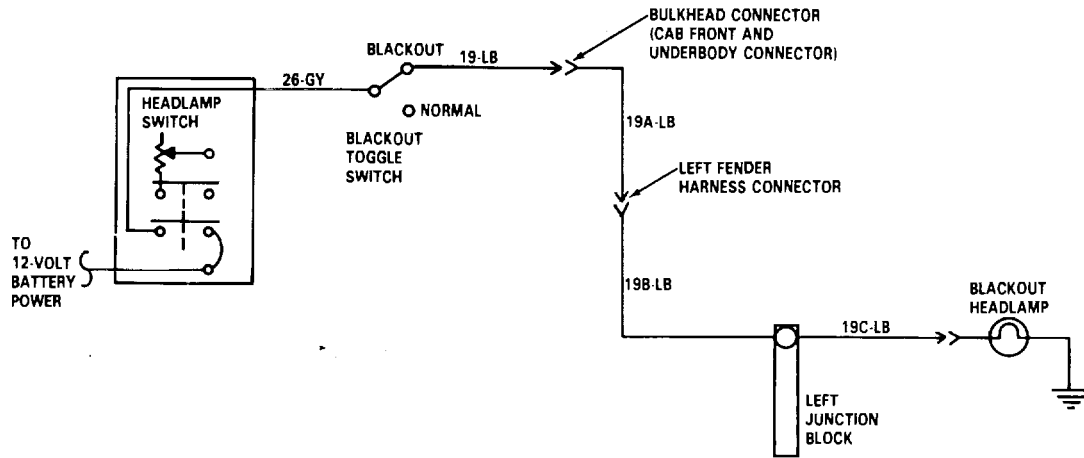 BULKHEAD CONNECTOR
(CAB FRONT AND
UNDERBODY CONNECTOR)
BLACKOUT
19-LB
26-GY
HEADLAMP
SWITCH
NORMAL
BLACKOUT
TOGGLE
SWITCH
19A-LB
LEFT FENDER
HARNESS CONNECTOR
TO
12-VOLT
BATTERY
POWER
19B-LB
BLACKOUT
HEADLAMP
19C-LB
LEFT
JUNCTION
BLOCK